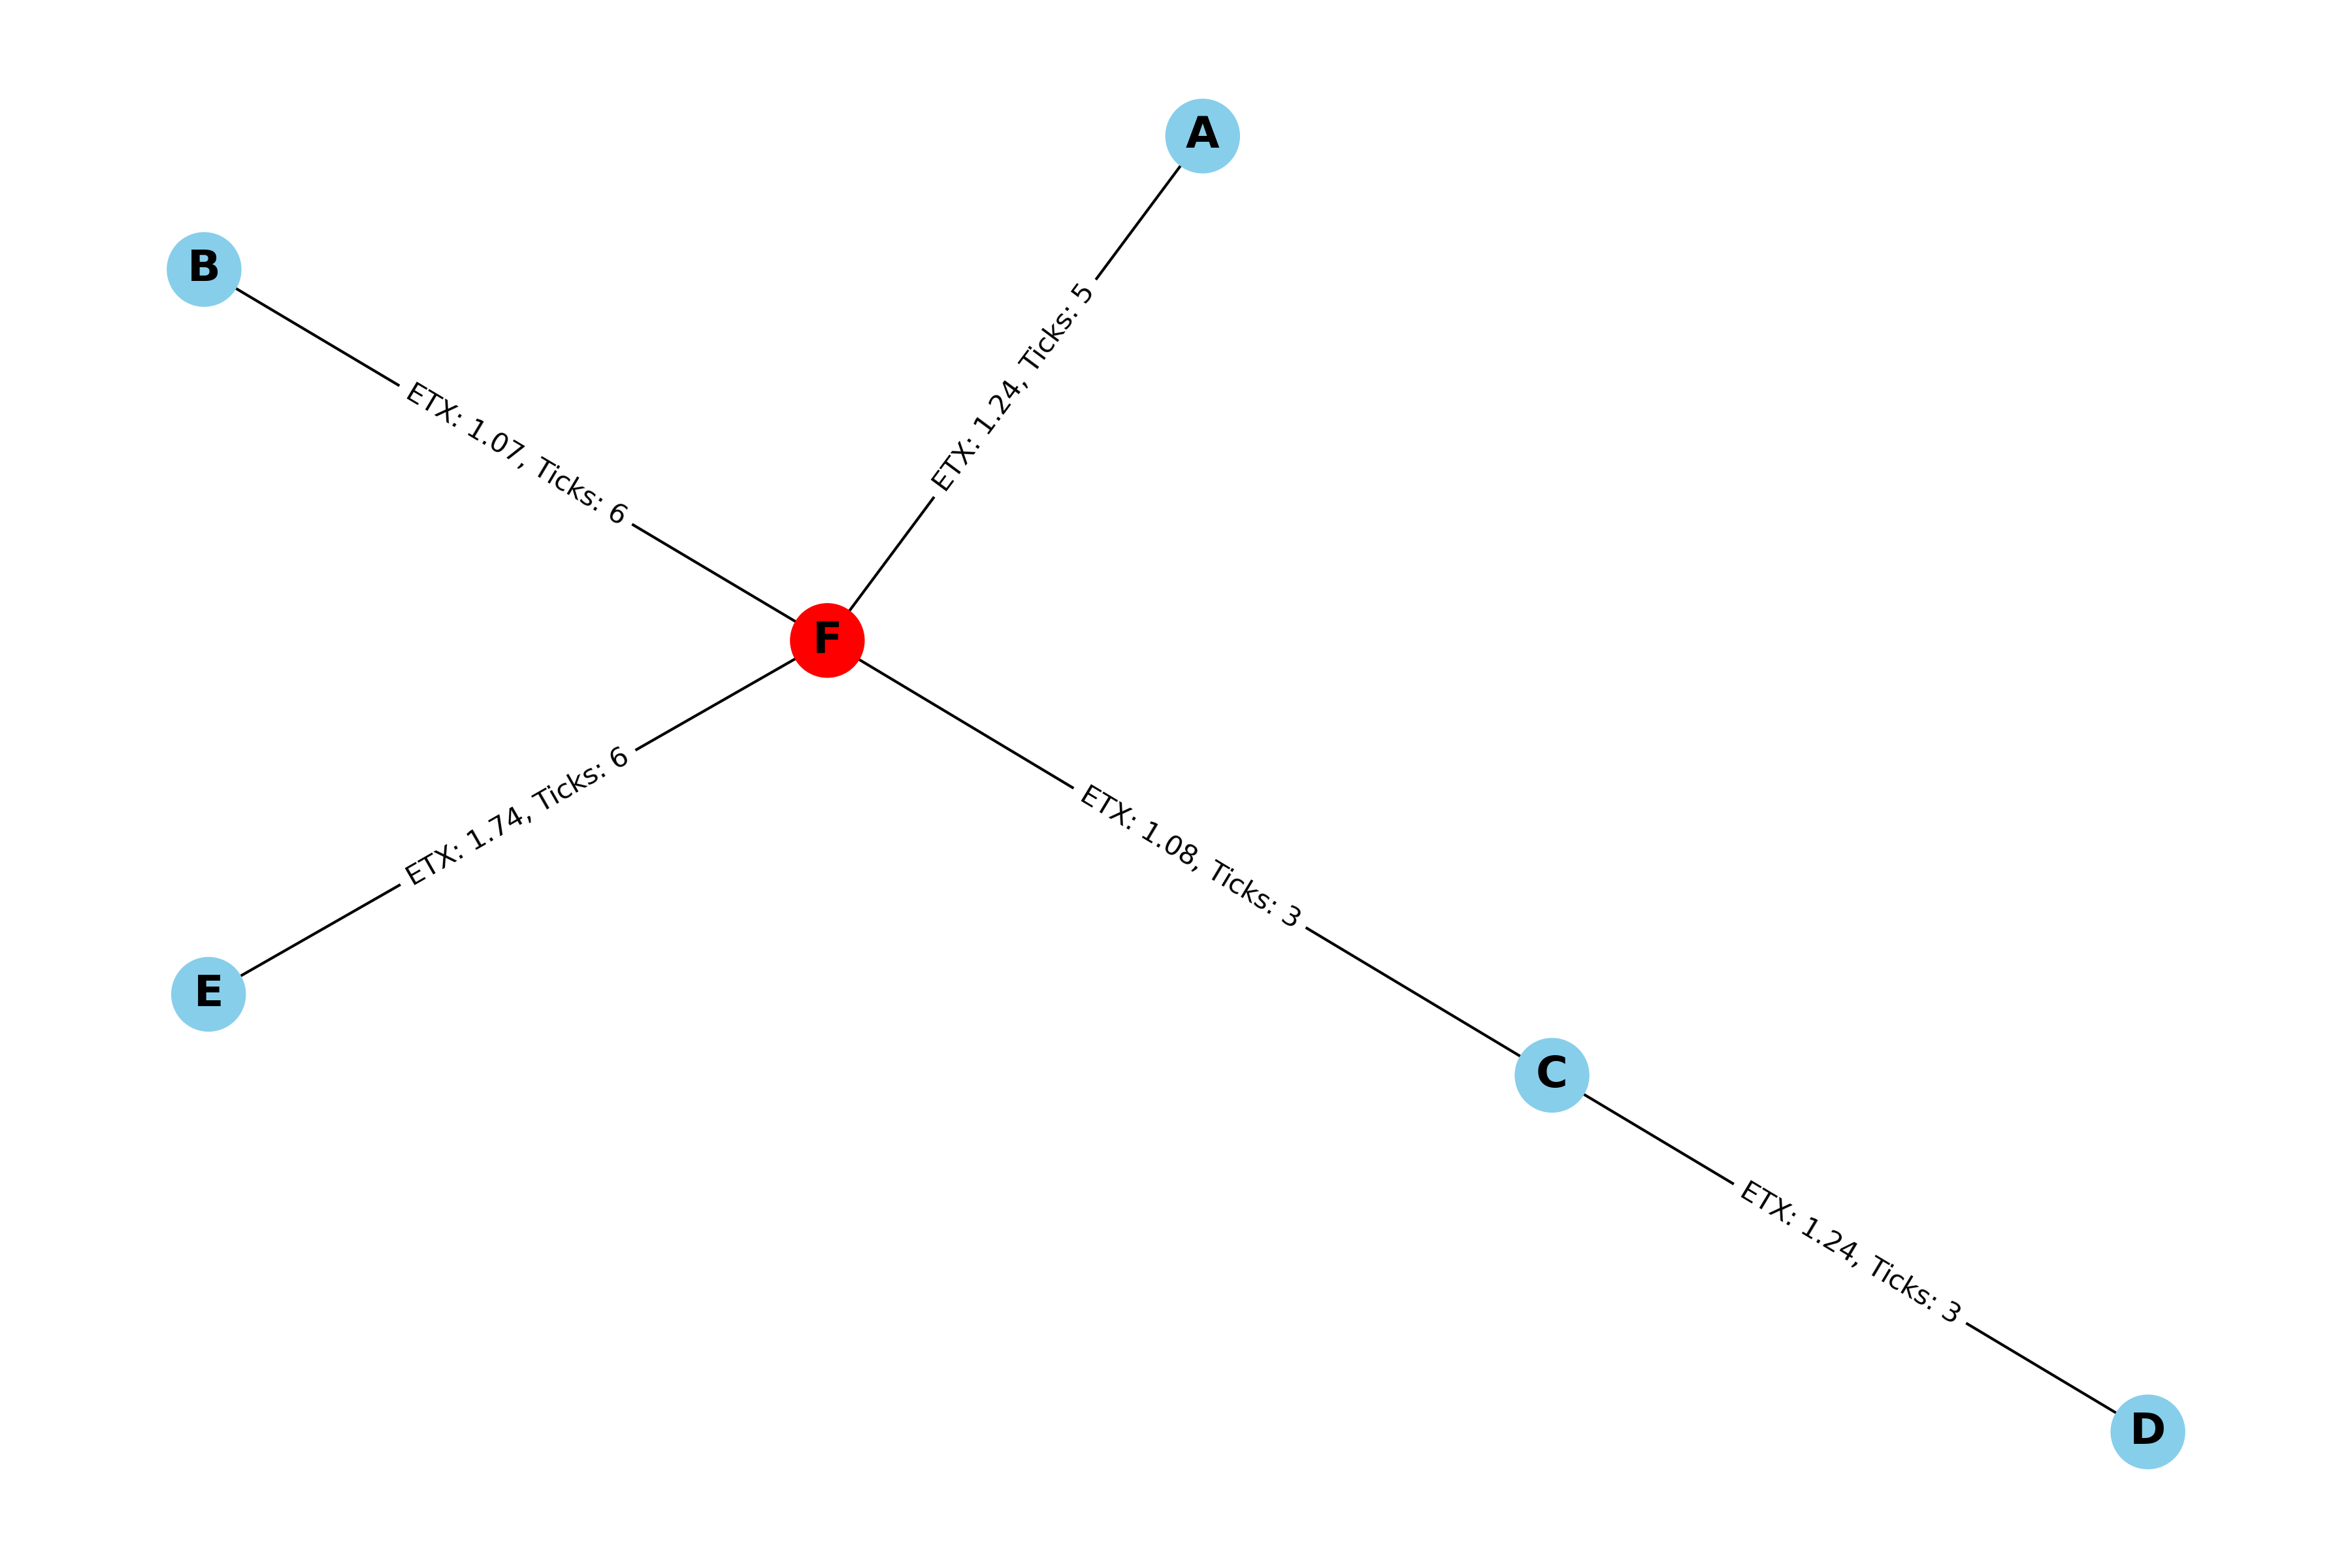 A
B
ETX: 1.24, Ticks: 5
ETX: 1.07, Ticks: 6
F
ETX: 1.74, Ticks: 6
ETX: 1.08, Ticks: 3
E
C
ETX: 1.24, Ticks: 3
D